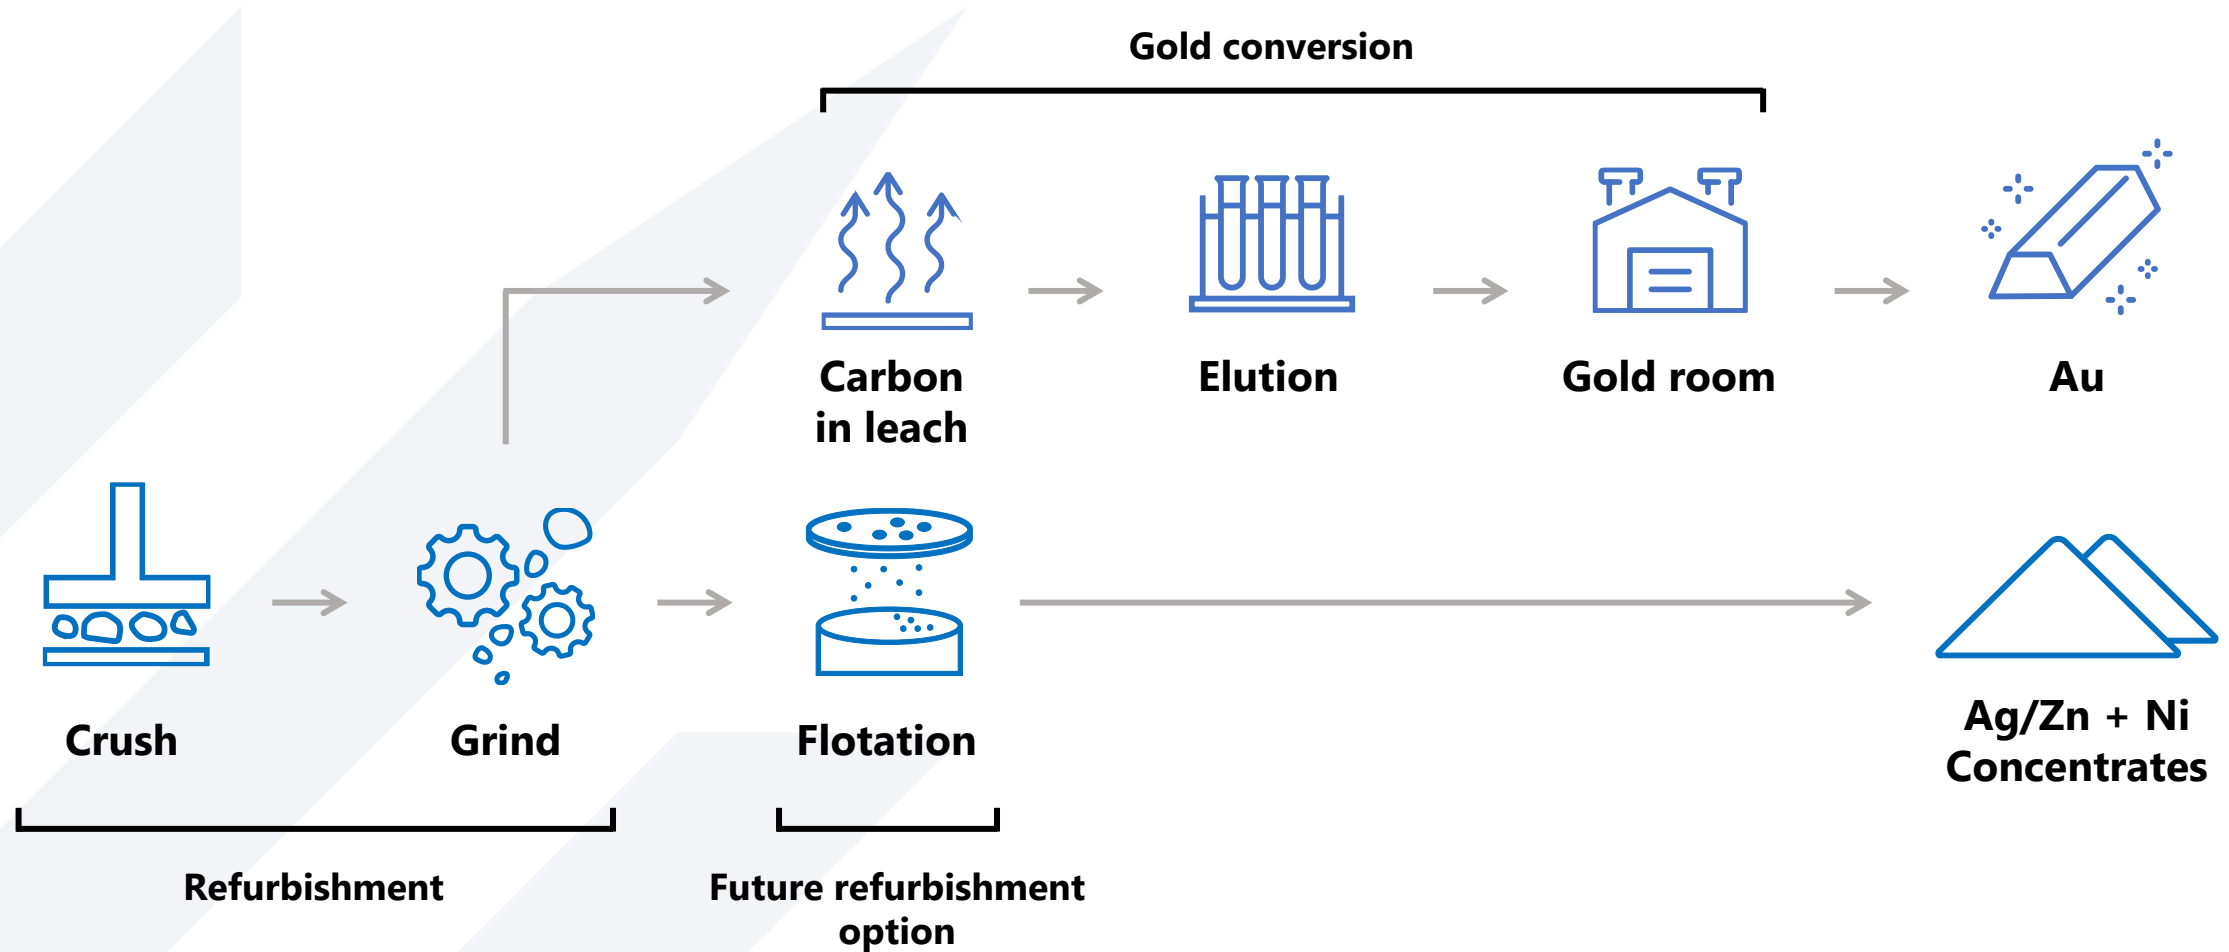 Gold conversion
Carbon
in leach
Elution
Gold room
Au
Crush
Grind
Flotation
Ag/Zn + Ni
Concentrates
Refurbishment
Future refurbishment
option